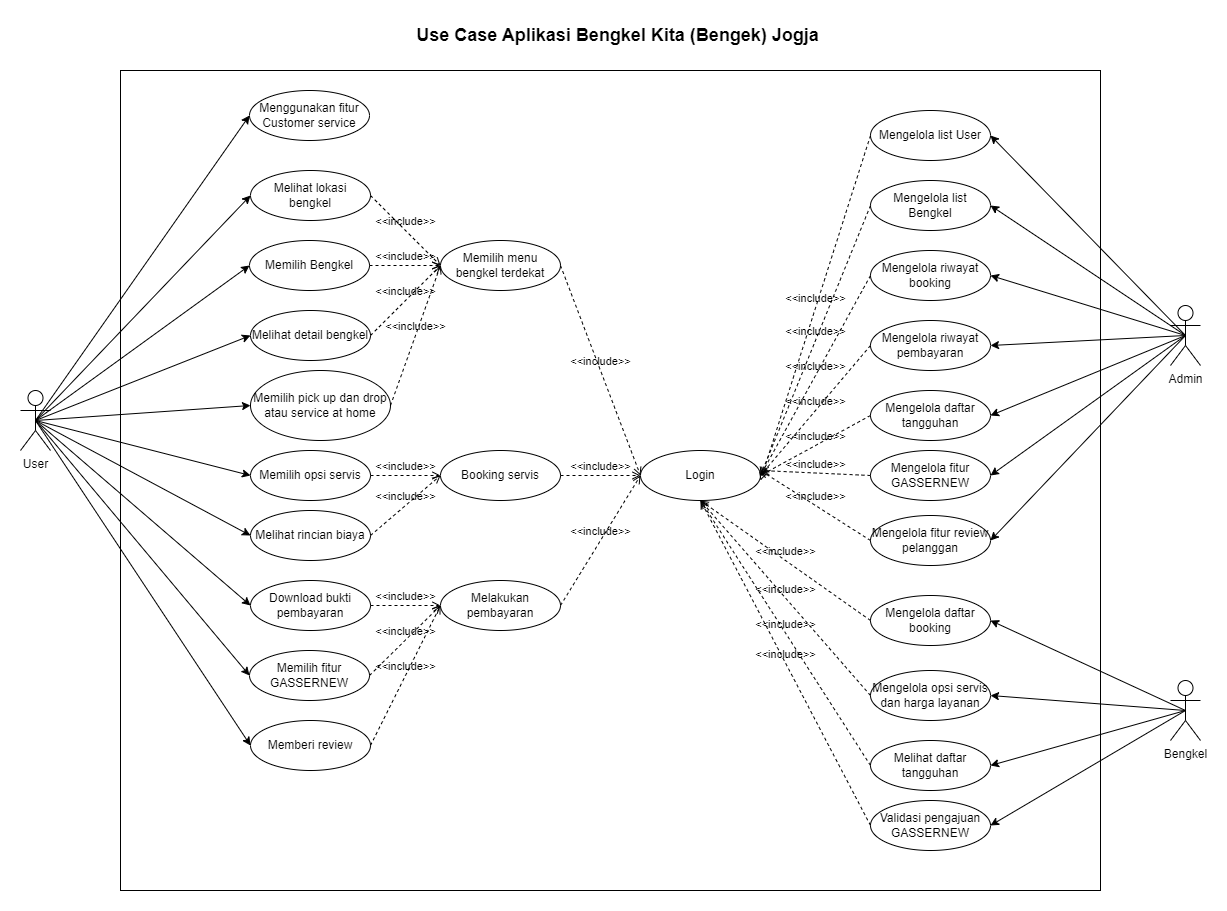 Use Case Aplikasi Bengkel Kita (Bengek) Jogja
Menggunakan fitur
Customer service
Melihat lokasi
bengkel
<<include>>
Memilih Bengkel
<<include>>
Memilih menu
bengkel terdekat
<<include>>
Melihat detail bengkel
<<include>>
Memilih pick up dan drop
atau service at home
User
<<include>>
Memilih opsi servis
<<include>>
Booking servis
<<include>>
Login
Melihat rincian biaya
<<include>>
<<include>>
Download bukti
pembayaran
<<include>>
Melakukan
pembayaran
<<include>>
Memilih fitur
GASSERNEW
<<include>>
Memberi review
Mengelola list User
Mengelola list
Bengkel
Mengelola riwayat
booking
<<include>>
<<include>>
Mengelola riwayat
pembayaran
<<include>>
Admin
<<include>>
Mengelola daftar
tangguhan
<<include>>
<<include>>
Mengelola fitur
GASSERNEW
<<include>>
Mengelola fitur review
pelanggan
<<include>>
<<include>>
Mengelola daftar
booking
<<include>>
<<include>>
Mengelola opsi servis
dan harga layanan
Melihat daftar
tangguhan
Bengkel
Validasi pengajuan
GASSERNEW